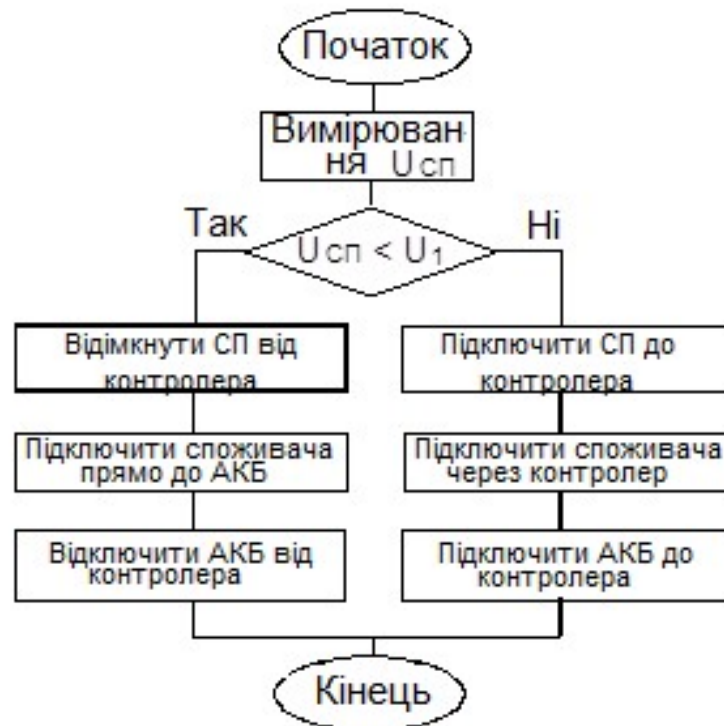 Початок
Вимірюван
ня Uсп
Так
Ні
Uсп < U₁
Відімкнути СП від
контролера
Підключити СП до
контролера
Підключити споживача
прямо до АКБ
Підключити споживача
через контролер
Відключити АКБ від
контролера
Підключити АКБ до
контролера
Кінець